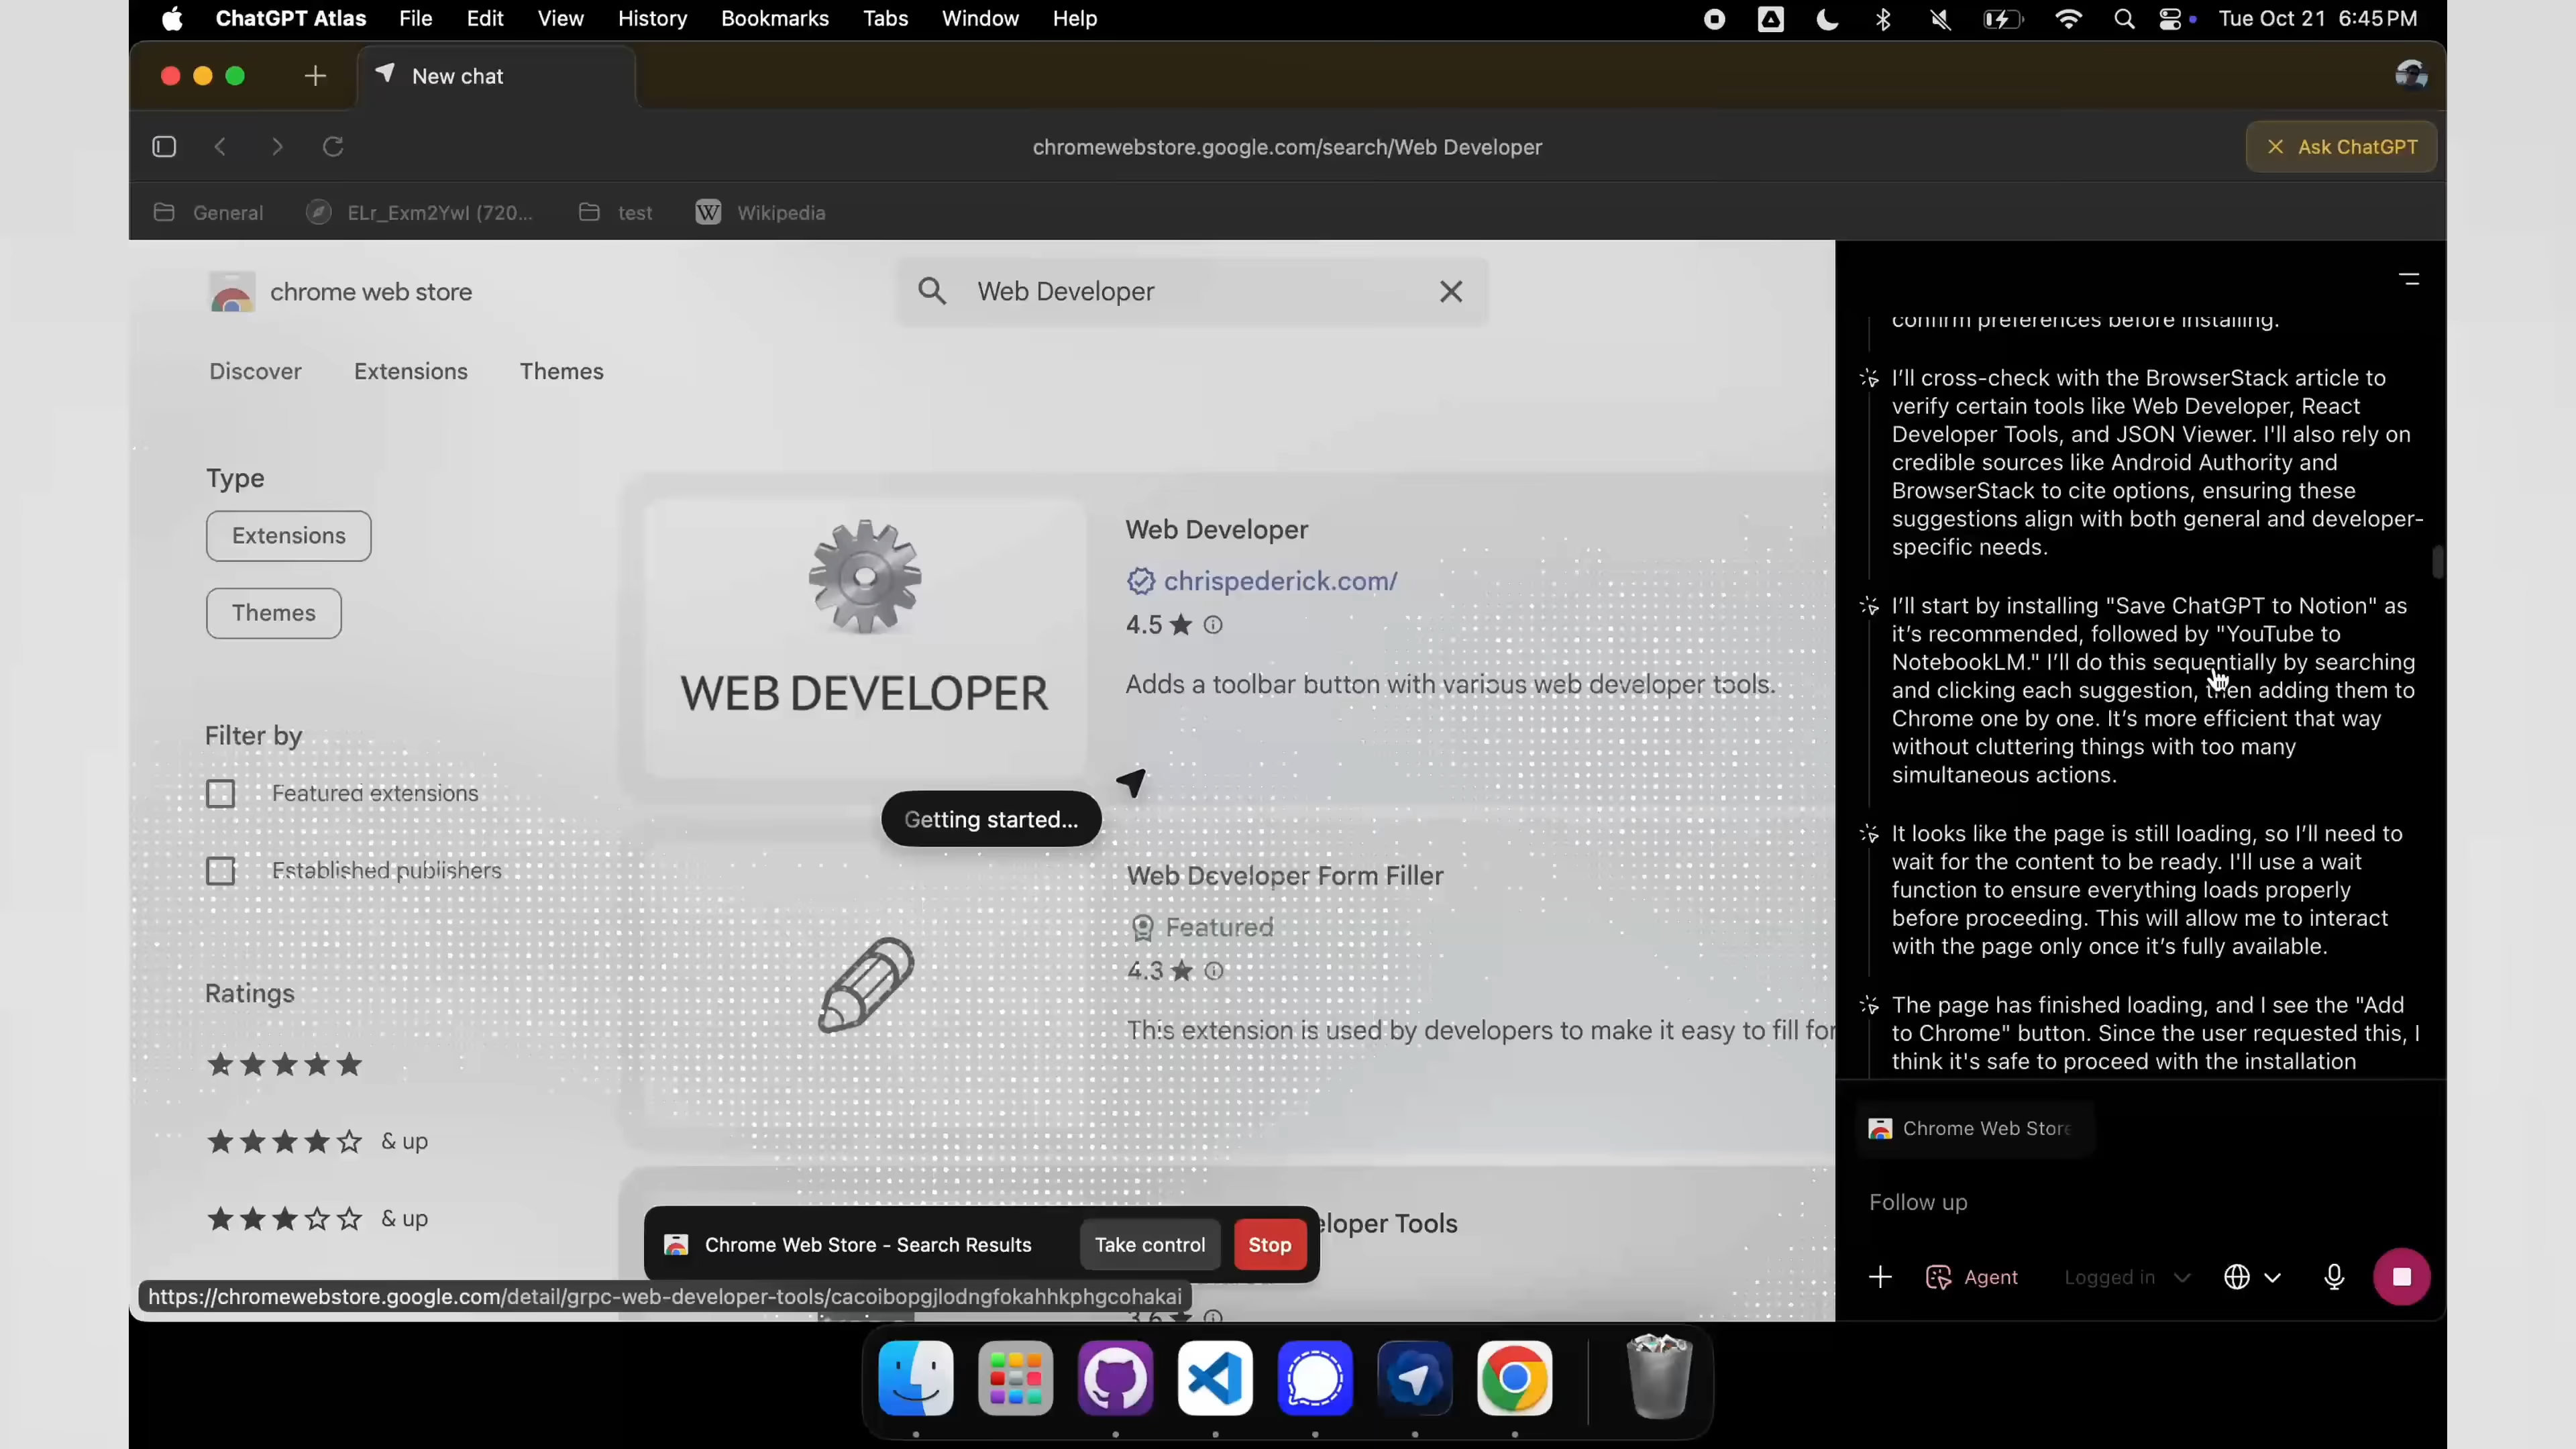 ChatGPT Atlas File Edit View History Bookmarks Tabs Window Help Tue Oct 21 6:45 PM
New chat
chromewebstore.google.com/search/Web Developer
Ask ChatGPT
General ELr_Exm2YwI (720... test Wikipedia
chrome web store
Web Developer
Discover Extensions Themes
Type
Extensions
Themes
Filter by
Featured extensions
Established publishers
Ratings
& up
& up
WEB DEVELOPER
Web Developer
chrispederick.com/
4.5
Adds a toolbar button with various web developer tools.
Getting started...
Web Developer Form Filler
Featured
4.3
This extension is used by developers to make it easy to fill for
eloper Tools
3.6
Chrome Web Store - Search Results Take control Stop
https://chromewebstore.google.com/detail/grpc-web-developer-tools/cacoibopgjlodngfokahhkphgcohakai
confirm preferences before installing.
I'll cross-check with the BrowserStack article to
verify certain tools like Web Developer, React
Developer Tools, and JSON Viewer. I'll also rely on
credible sources like Android Authority and
BrowserStack to cite options, ensuring these
suggestions align with both general and developer-
specific needs.
I'll start by installing "Save ChatGPT to Notion" as
it's recommended, followed by "YouTube to
NotebookLM." I'll do this sequentially by searching
and clicking each suggestion, then adding them to
Chrome one by one. It's more efficient that way
without cluttering things with too many
simultaneous actions.
It looks like the page is still loading, so I'll need to
wait for the content to be ready. I'll use a wait
function to ensure everything loads properly
before proceeding. This will allow me to interact
with the page only once it's fully available.
The page has finished loading, and I see the "Add
to Chrome" button. Since the user requested this, I
think it's safe to proceed with the installation
Chrome Web Store
Follow up
Agent Logged in